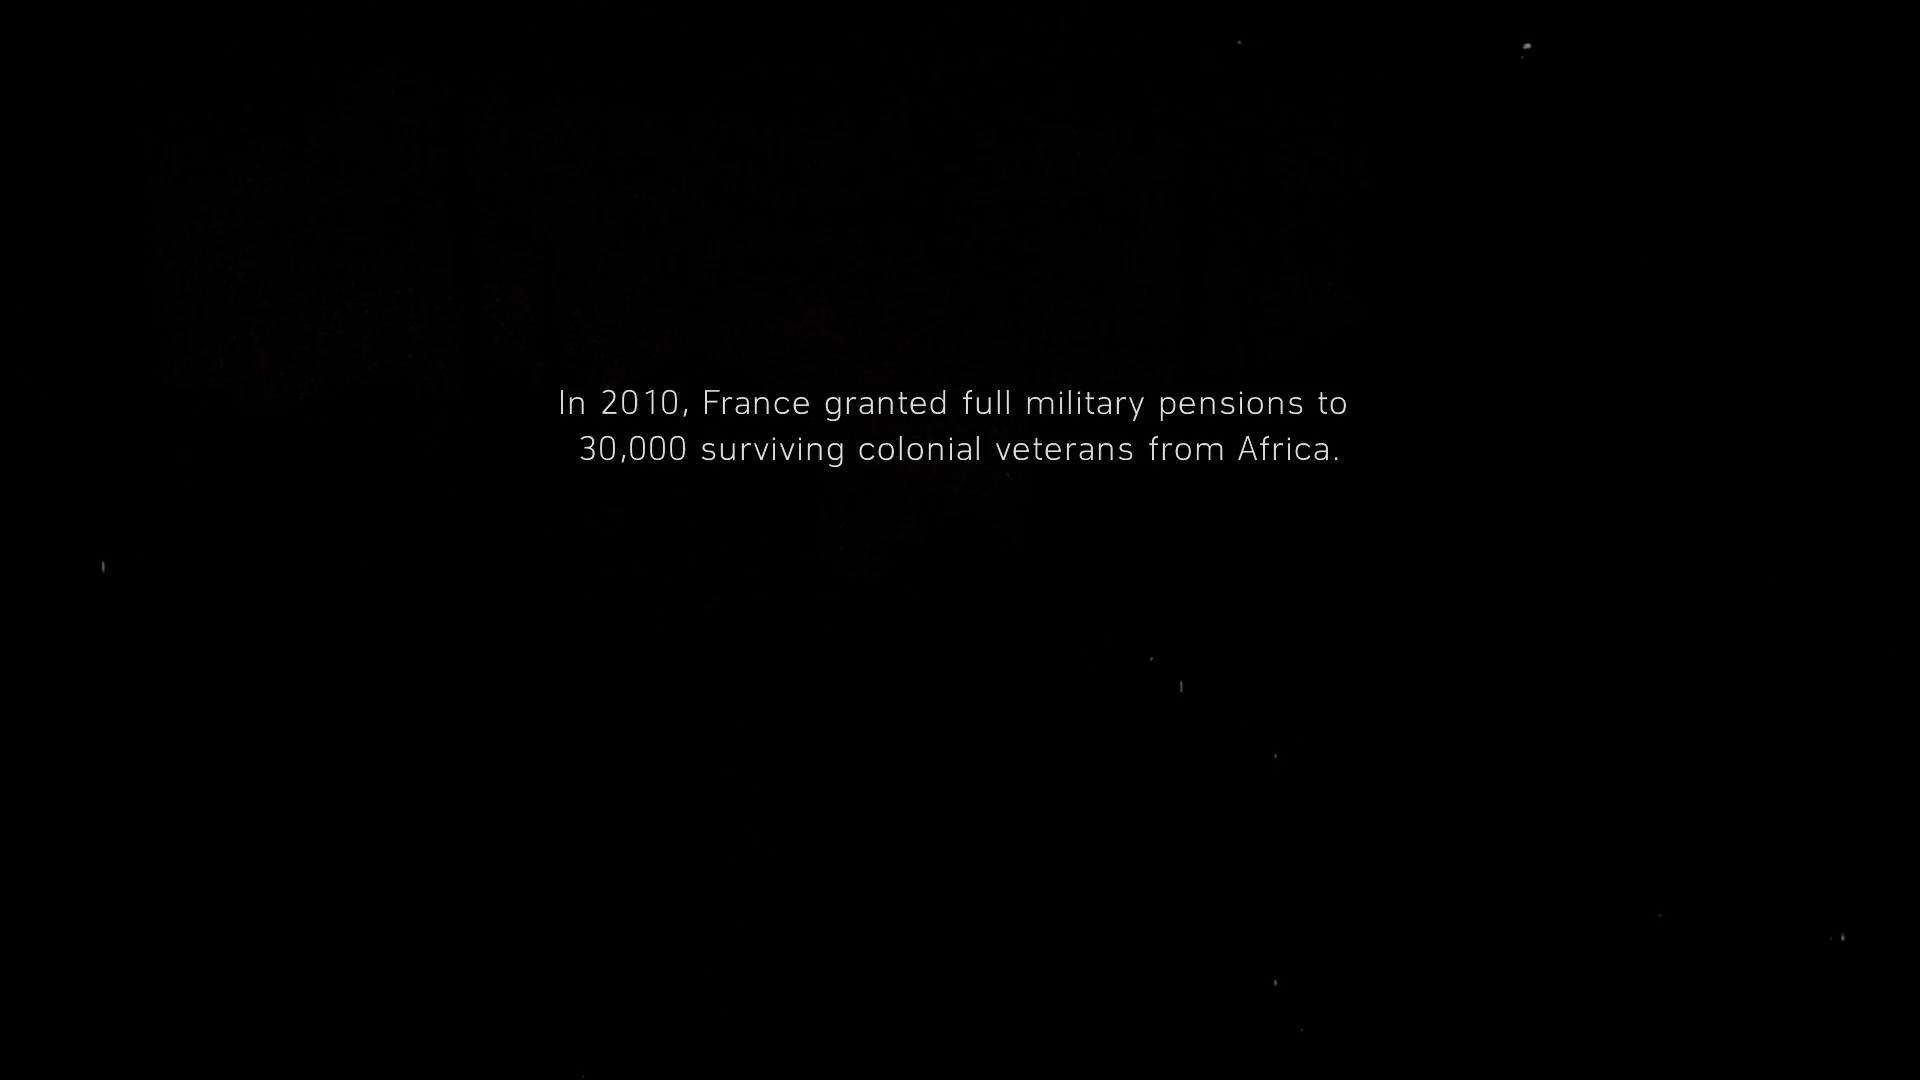 In 2010, France granted full military pensions to
30,000 surviving colonial veterans from Africa.